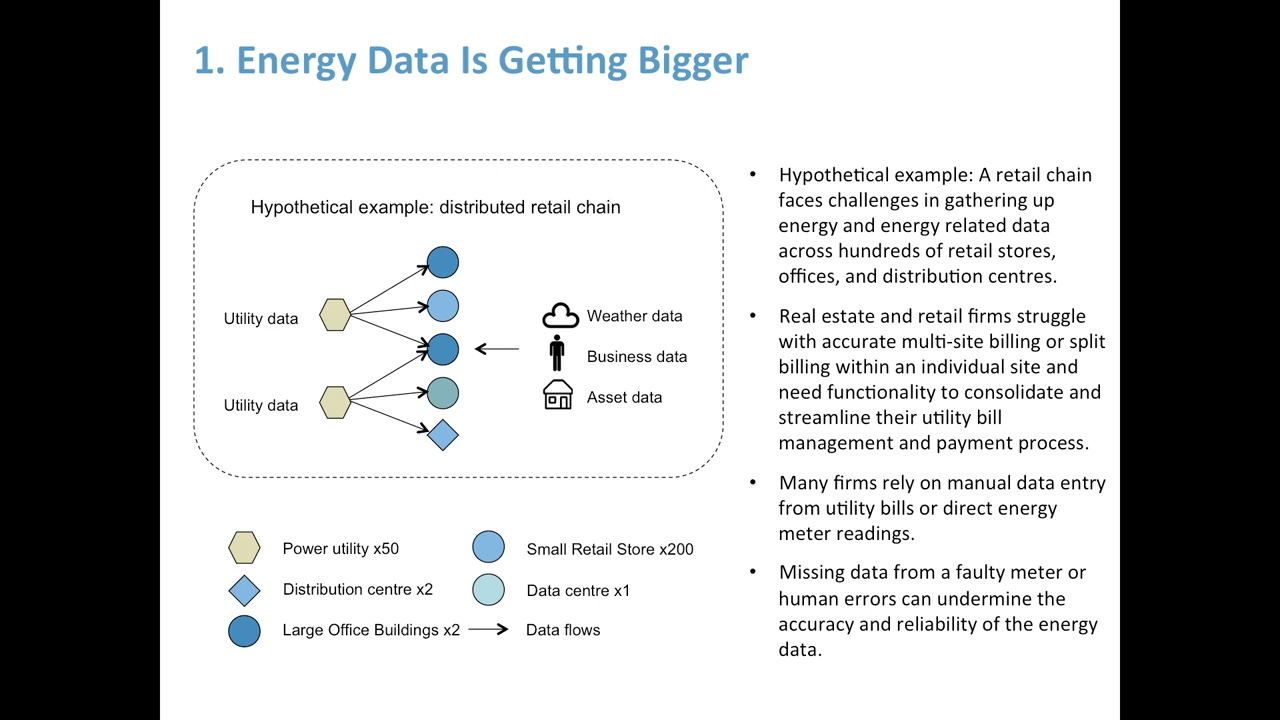 1. Energy Data Is Getting Bigger
Hypothetical example: distributed retail chain
Utility data
Utility data
Weather data
Business data
Asset data
Power utility x50
Small Retail Store x200
Distribution centre x2
Data centre x1
Large Office Buildings x2
Data flows
• Hypothetical example: A retail chain
faces challenges in gathering up
energy and energy related data
across hundreds of retail stores,
offices, and distribution centres.
• Real estate and retail firms struggle
with accurate multi-site billing or split
billing within an individual site and
need functionality to consolidate and
streamline their utility bill
management and payment process.
• Many firms rely on manual data entry
from utility bills or direct energy
meter readings.
• Missing data from a faulty meter or
human errors can undermine the
accuracy and reliability of the energy
data.